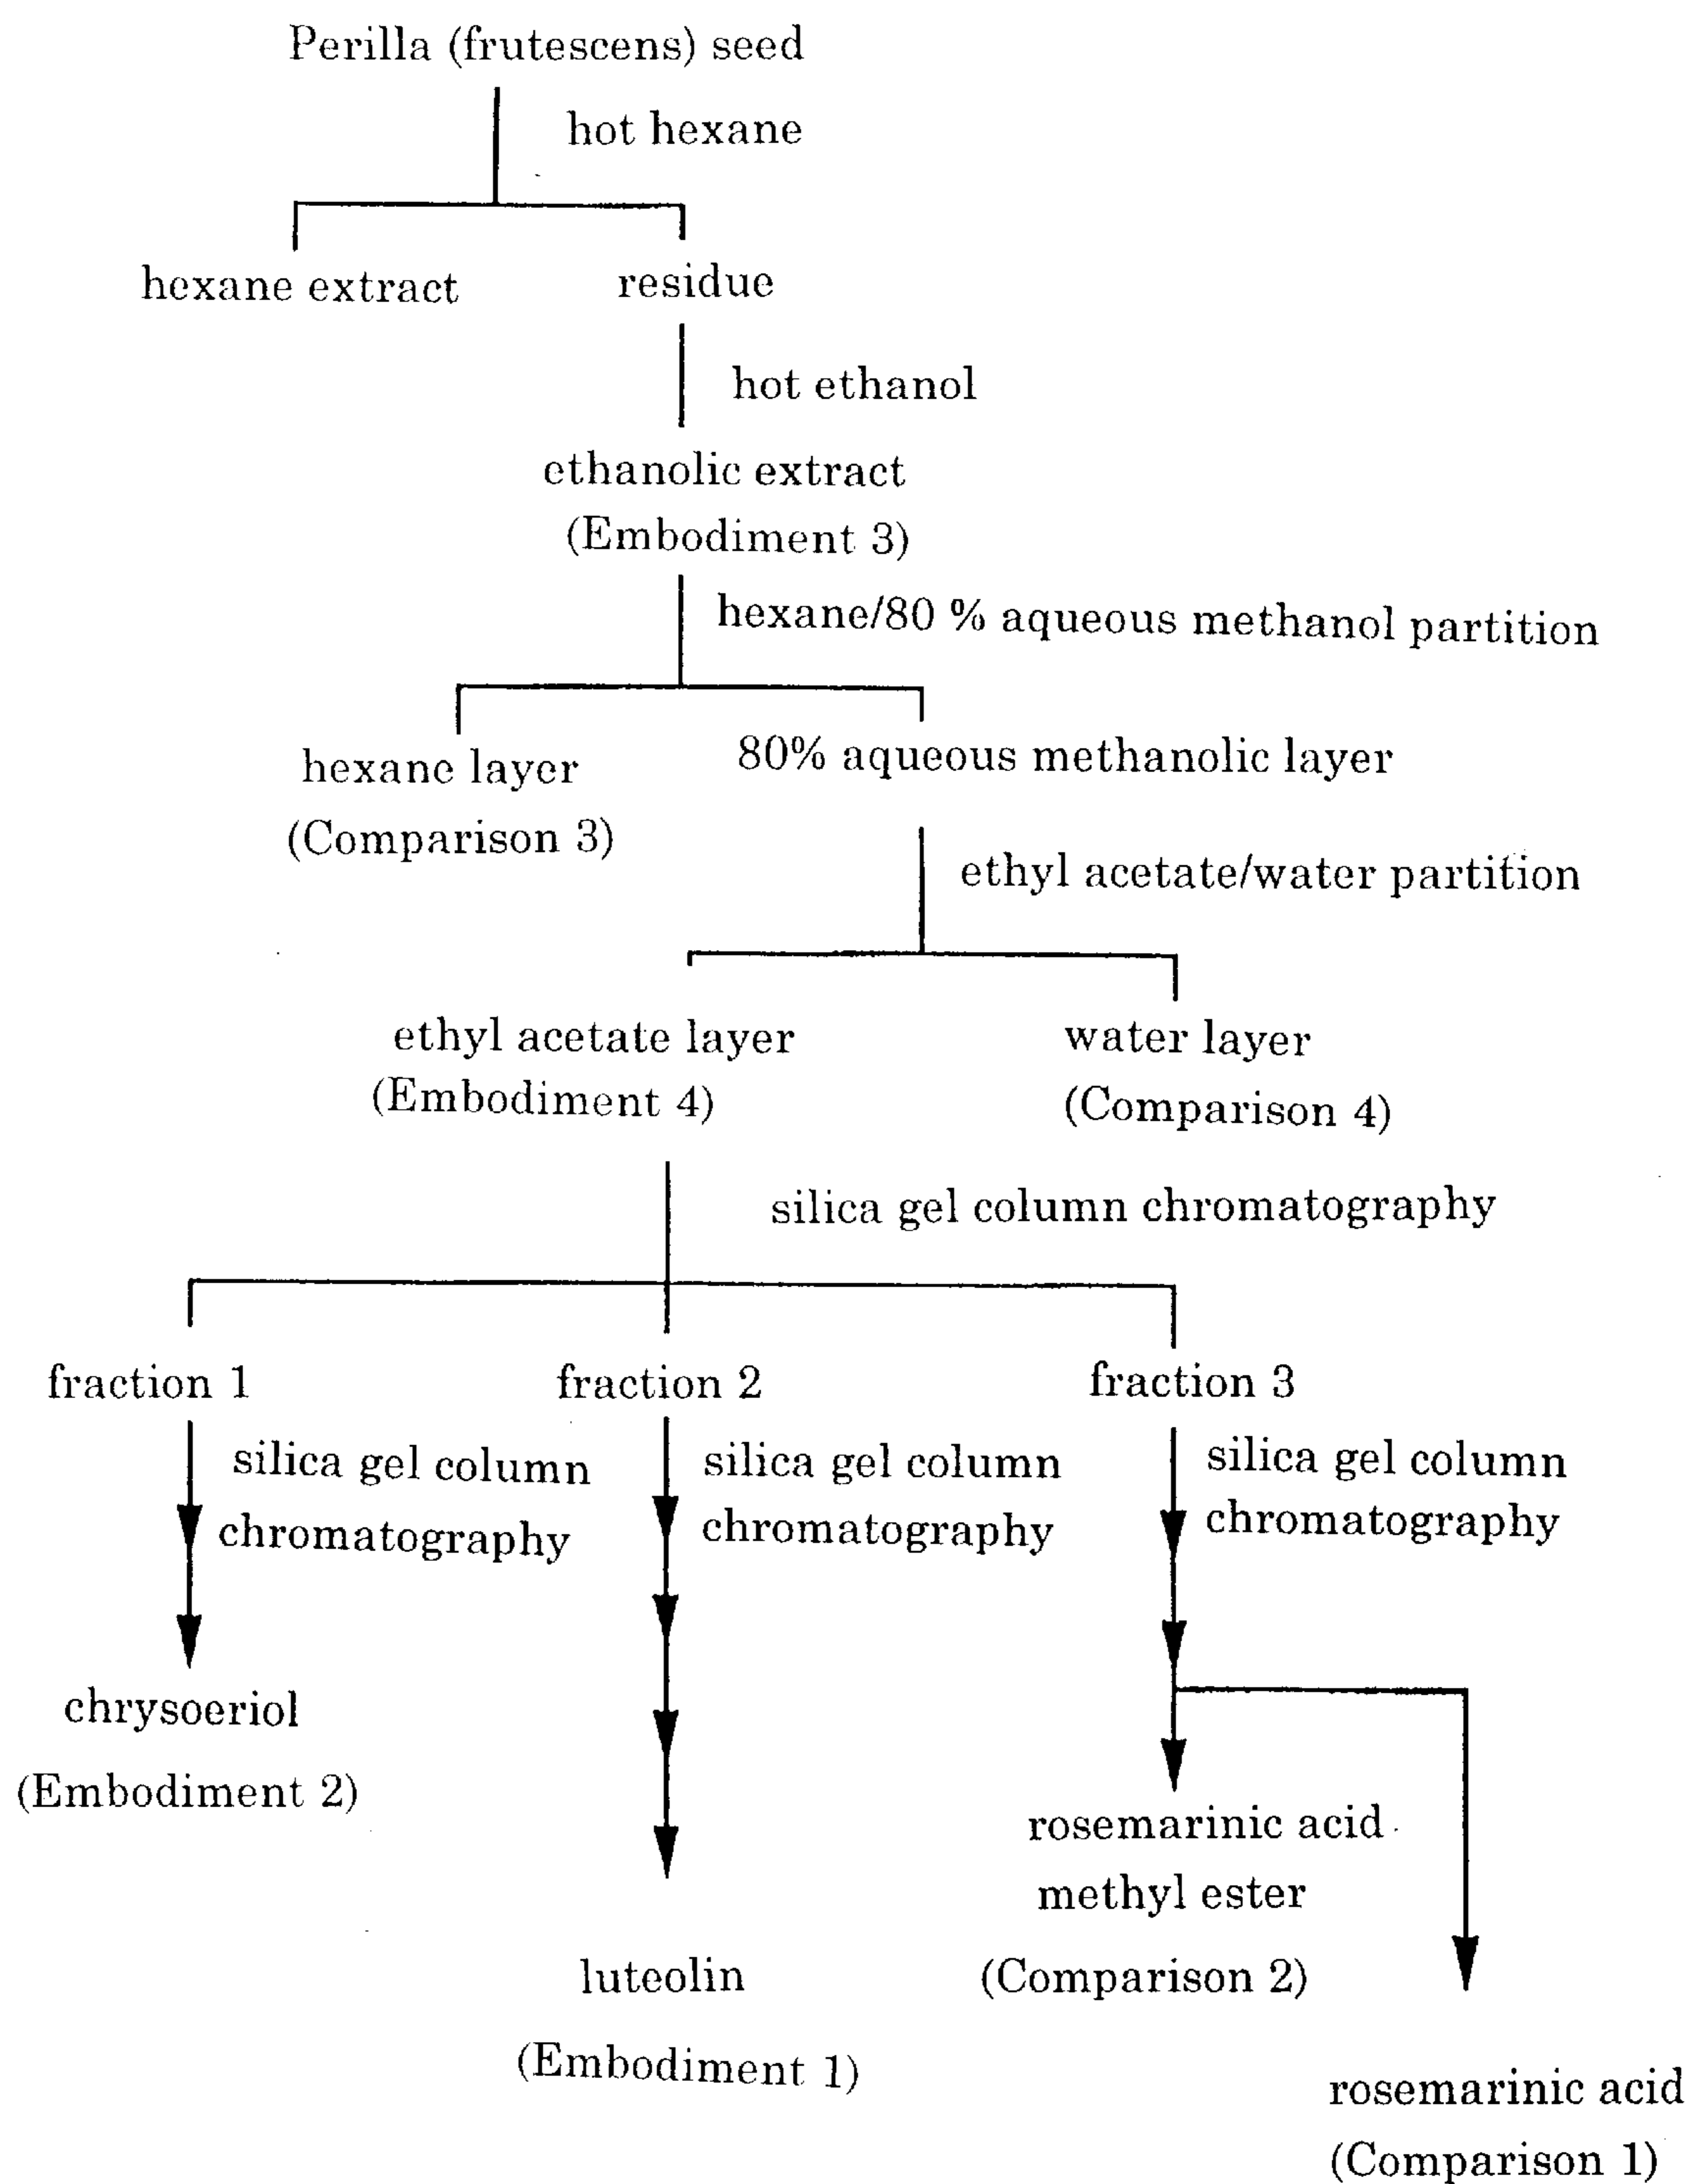 Perilla (frutescens) seed
hot hexane
hexane extract
residue
hot ethanol
ethanolic extract
(Embodiment 3)
hexane/80 % aqueous methanol partition
hexane layer
(Comparison 3)
80% aqueous methanolic layer
ethyl acetate/water partition
ethyl acetate layer
(Embodiment 4)
water layer
(Comparison 4)
silica gel column chromatography
fraction 1
fraction 2
fraction 3
silica gel column
chromatography
silica gel column
chromatography
silica gel column
chromatography
chrysoeriol
(Embodiment 2)
luteolin
(Embodiment 1)
rosemarinic acid
methyl ester
(Comparison 2)
rosemarinic acid
(Comparison 1)